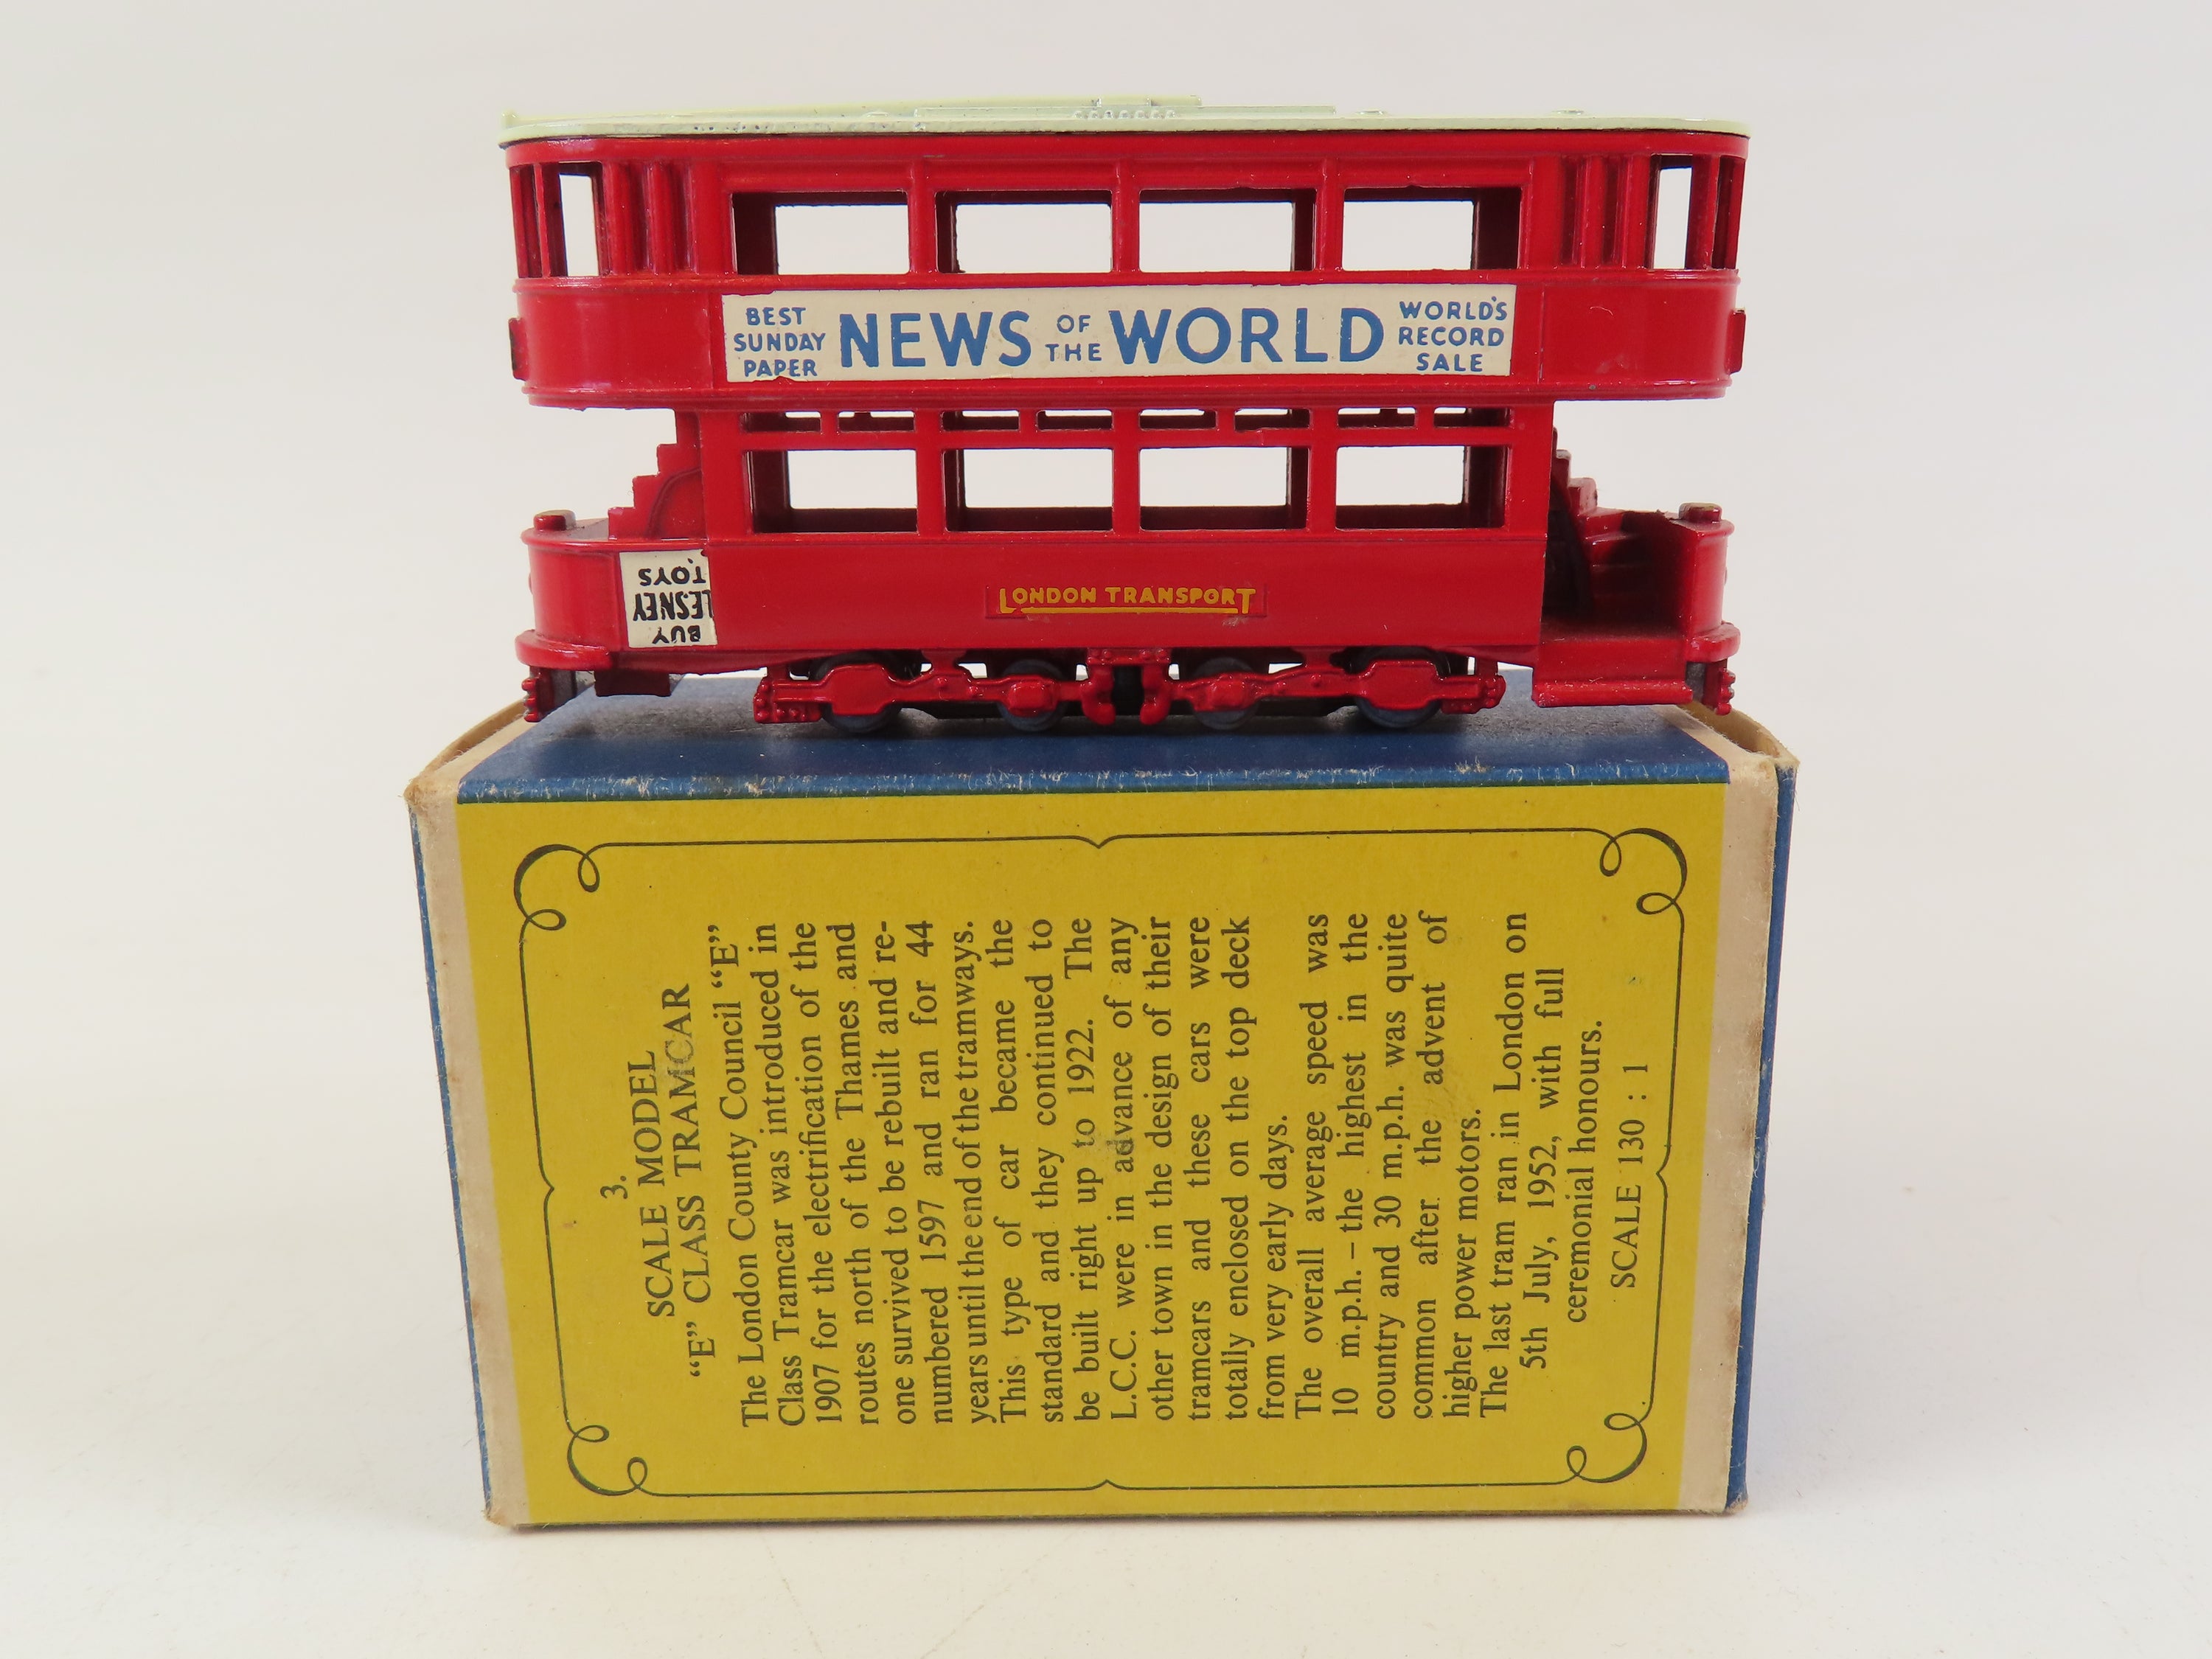 BEST
SUNDAY
PAPER
NEWS OF THE WORLD
WORLD'S
RECORD
SALE
BUY
LESNEY
TOYS
LONDON TRANSPORT
3.
SCALE MODEL
“E” CLASS TRAMCAR
The London County Council “E”
Class Tramcar was introduced in
1907 for the electrification of the
routes north of the Thames and
one survived to be rebuilt and re-
numbered 1597 and ran for 44
years until the end of the tramways.
This type of car became the
standard and they continued to
be built right up to 1922. The
L.C.C. were in advance of any
other town in the design of their
tramcars and these cars were
totally enclosed on the top deck
from very early days.
The overall average speed was
10 m.p.h. – the highest in the
country and 30 m.p.h. was quite
common after the advent of
higher power motors.
The last tram ran in London on
5th July, 1952, with full
ceremonial honours.
SCALE 130 : 1